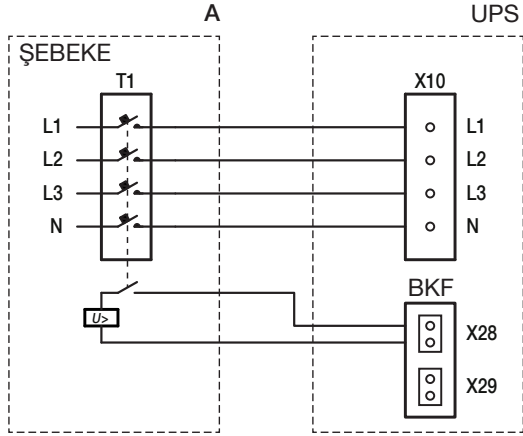 A UPS
ŞEBEKE
T1 X10
L1 L1
L2 L2
L3 L3
N N
BKF
U>
X28
X29